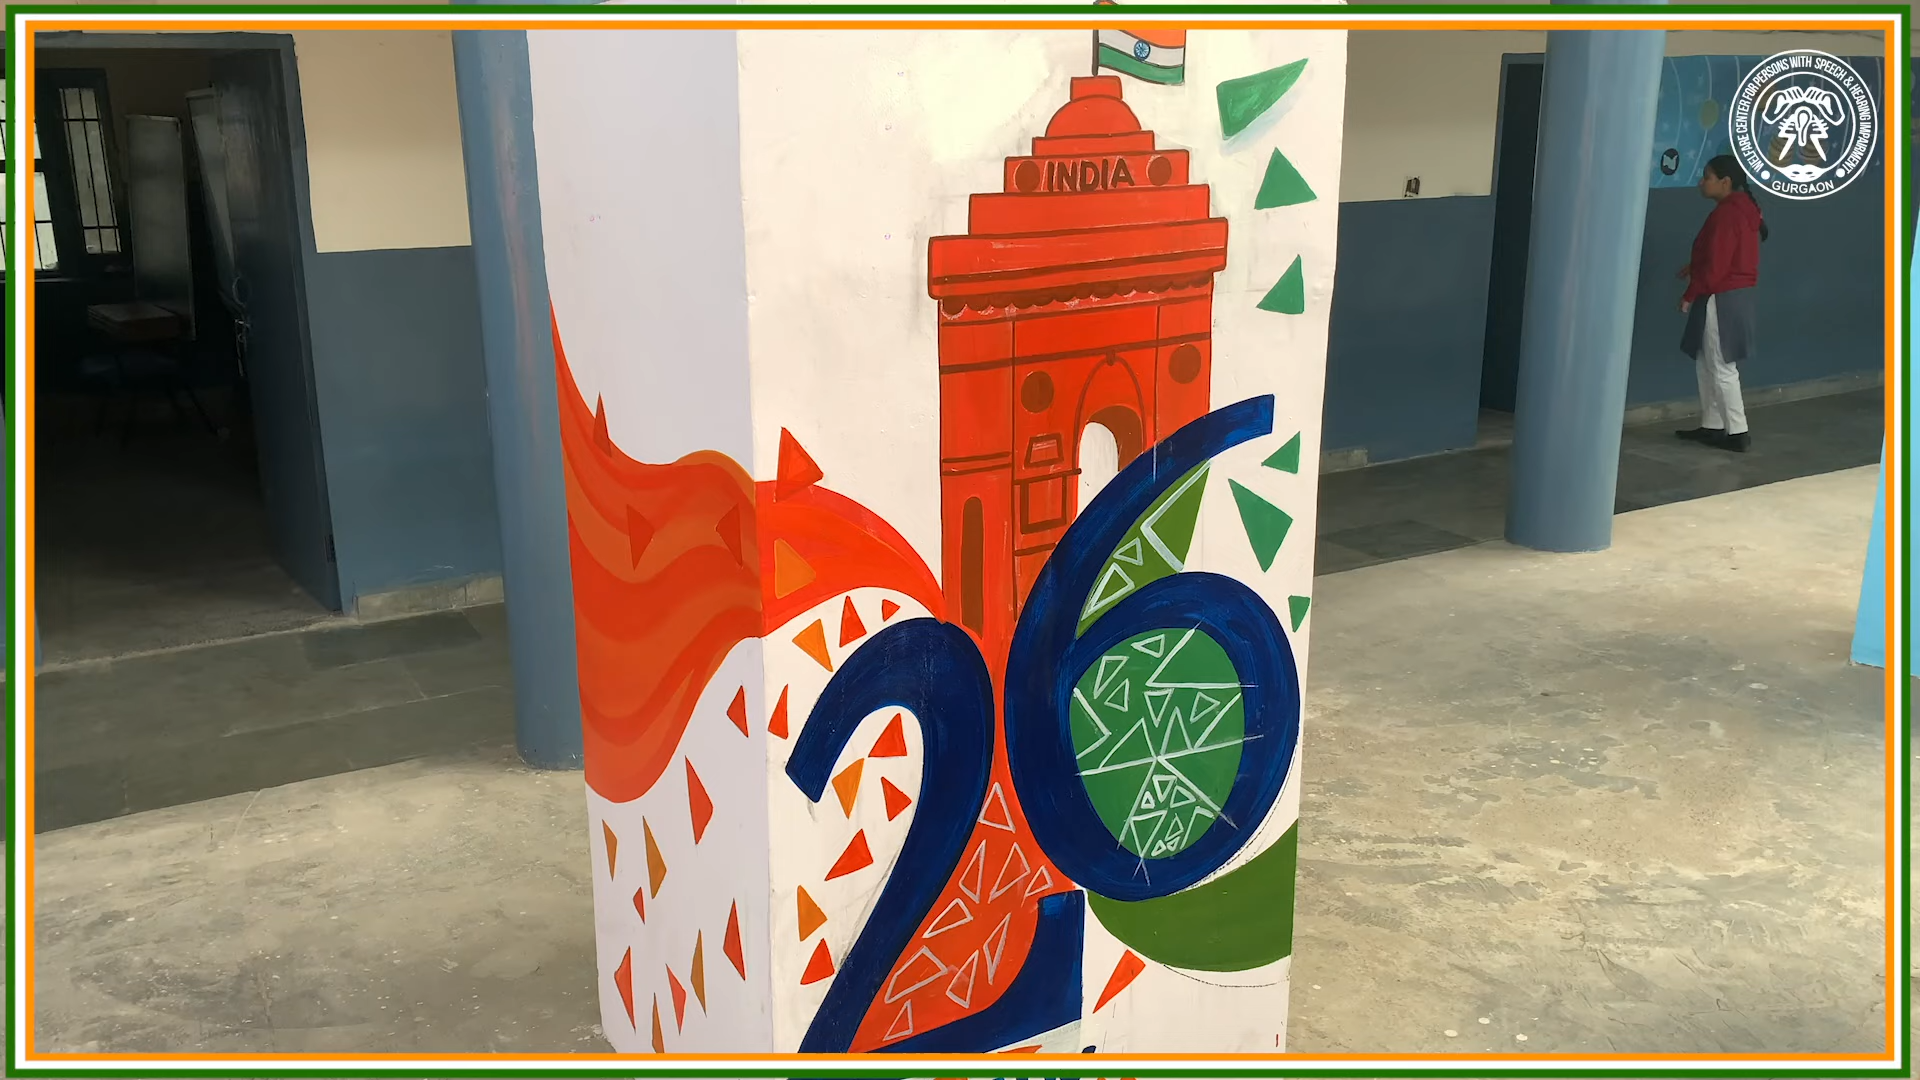 INDIA
26
WELFARE CENTER FOR PERSONS WITH SPEECH & HEARING IMPAIRMENT
GURGAON